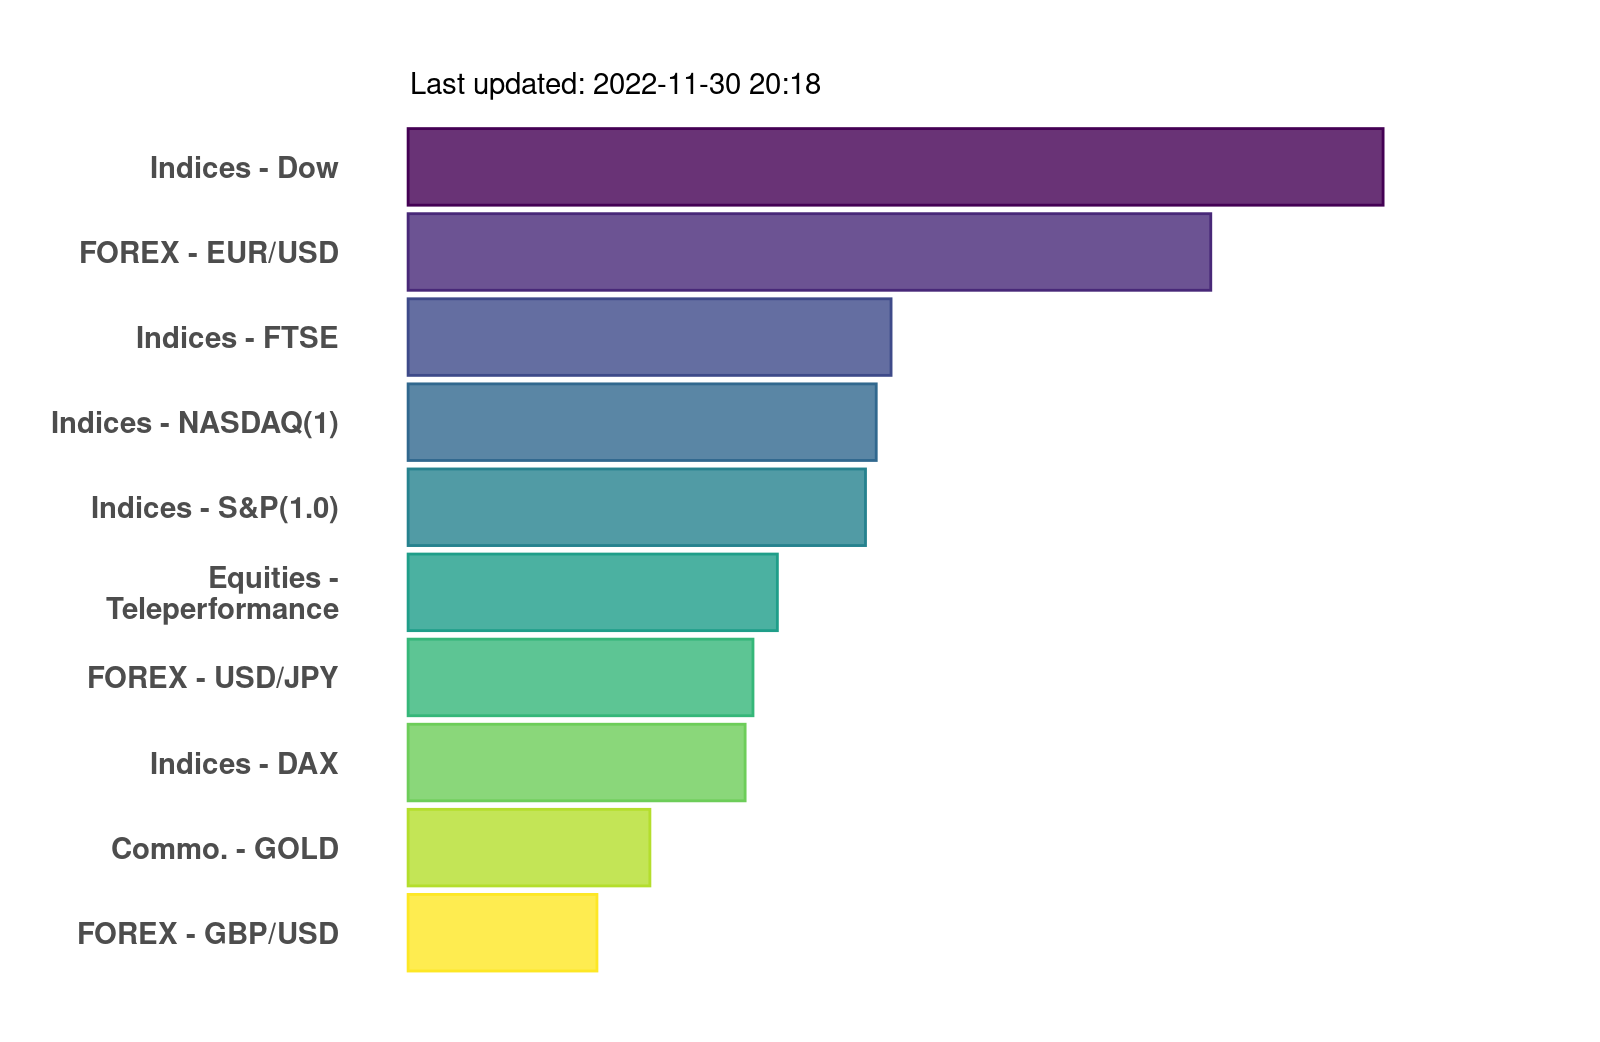 Last updated: 2022-11-30 20:18
Indices - Dow
FOREX - EUR/USD
Indices - FTSE
Indices - NASDAQ(1)
Indices - S&P(1.0)
Equities -
Teleperformance
FOREX - USD/JPY
Indices - DAX
Commo. - GOLD
FOREX - GBP/USD